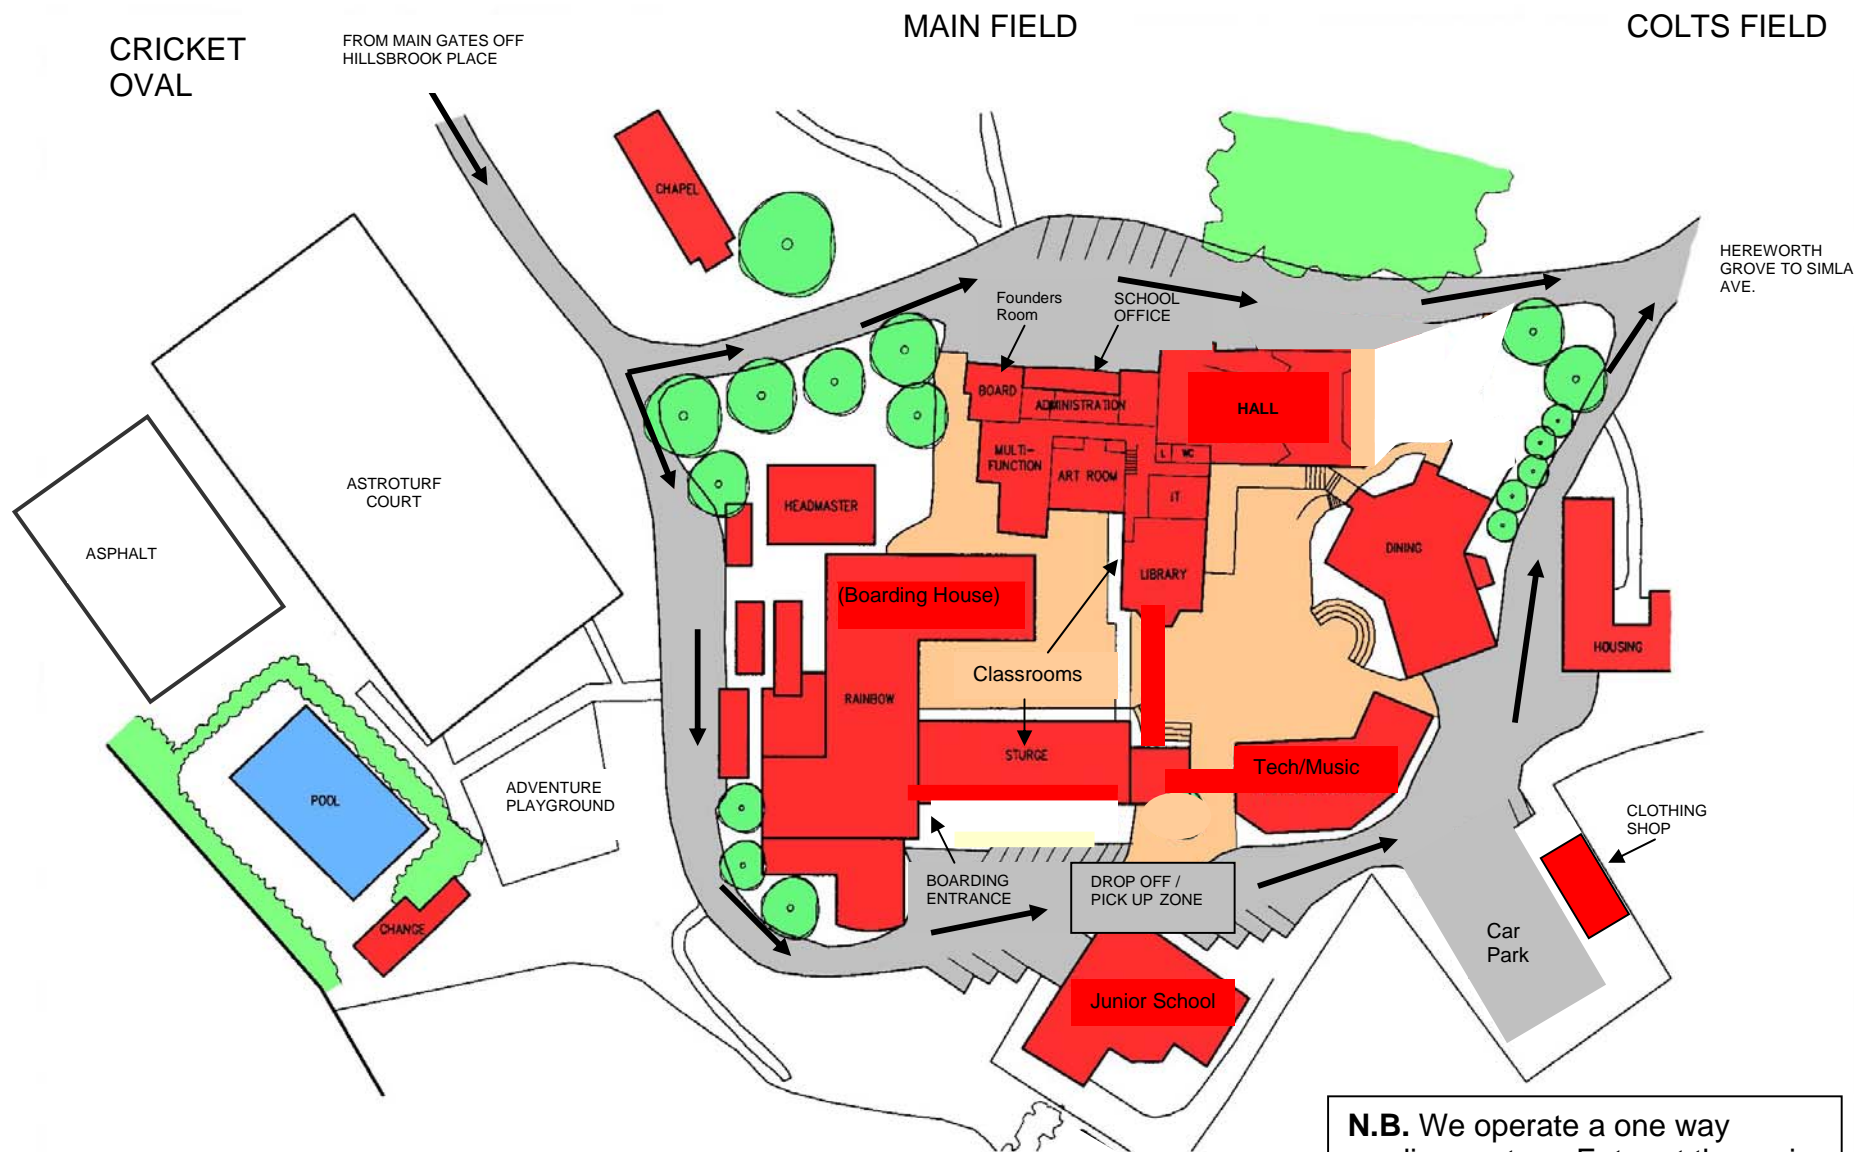 CRICKET
OVAL
FROM MAIN GATES OFF
HILLSBROOK PLACE
MAIN FIELD
COLTS FIELD
CHAPEL
HEREWORTH
GROVE TO SIMLA
AVE.
Founders
Room
SCHOOL
OFFICE
BOARD
ADMINISTRATION
HALL
MULTI-
FUNCTION
ART ROOM
L
WC
IT
ASTROTURF
COURT
HEADMASTER
ASPHALT
DINING
LIBRARY
(Boarding House)
HOUSING
Classrooms
RAINBOW
STURGE
Tech/Music
POOL
ADVENTURE
PLAYGROUND
CLOTHING
SHOP
BOARDING
ENTRANCE
DROP OFF /
PICK UP ZONE
CHANGE
Car
Park
Junior School
N.B. We operate a one way